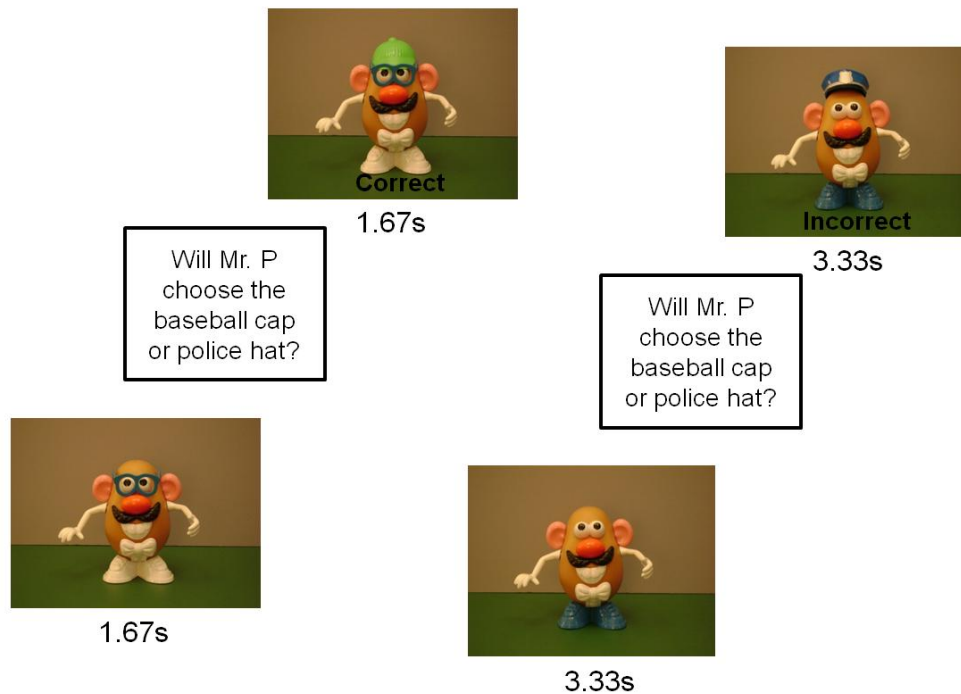 Correct
1.67s
Incorrect
3.33s
Will Mr. P
choose the
baseball cap
or police hat?
Will Mr. P
choose the
baseball cap
or police hat?
1.67s
3.33s